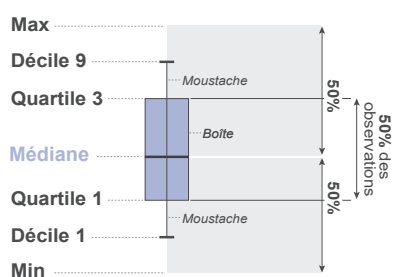 Max
Décile 9
Moustache
Quartile 3
Boîte
Médiane
Quartile 1
Moustache
Décile 1
Min
50%
50%
50% des
observations